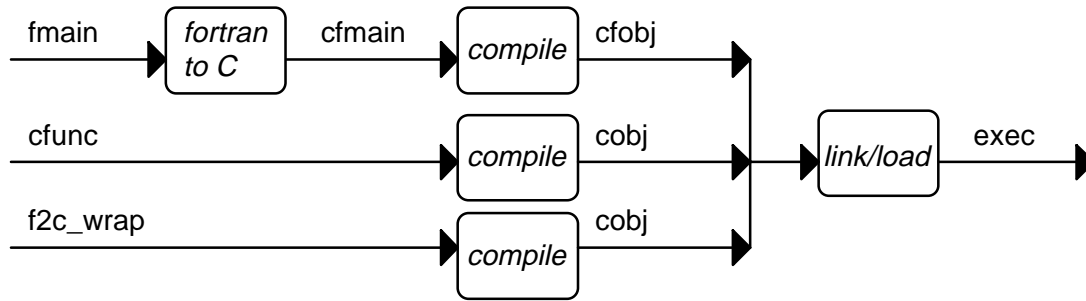 fmain
fortran
to C
cfmain
compile
cfobj
cfunc
compile
cobj
link/load
exec
f2c_wrap
compile
cobj